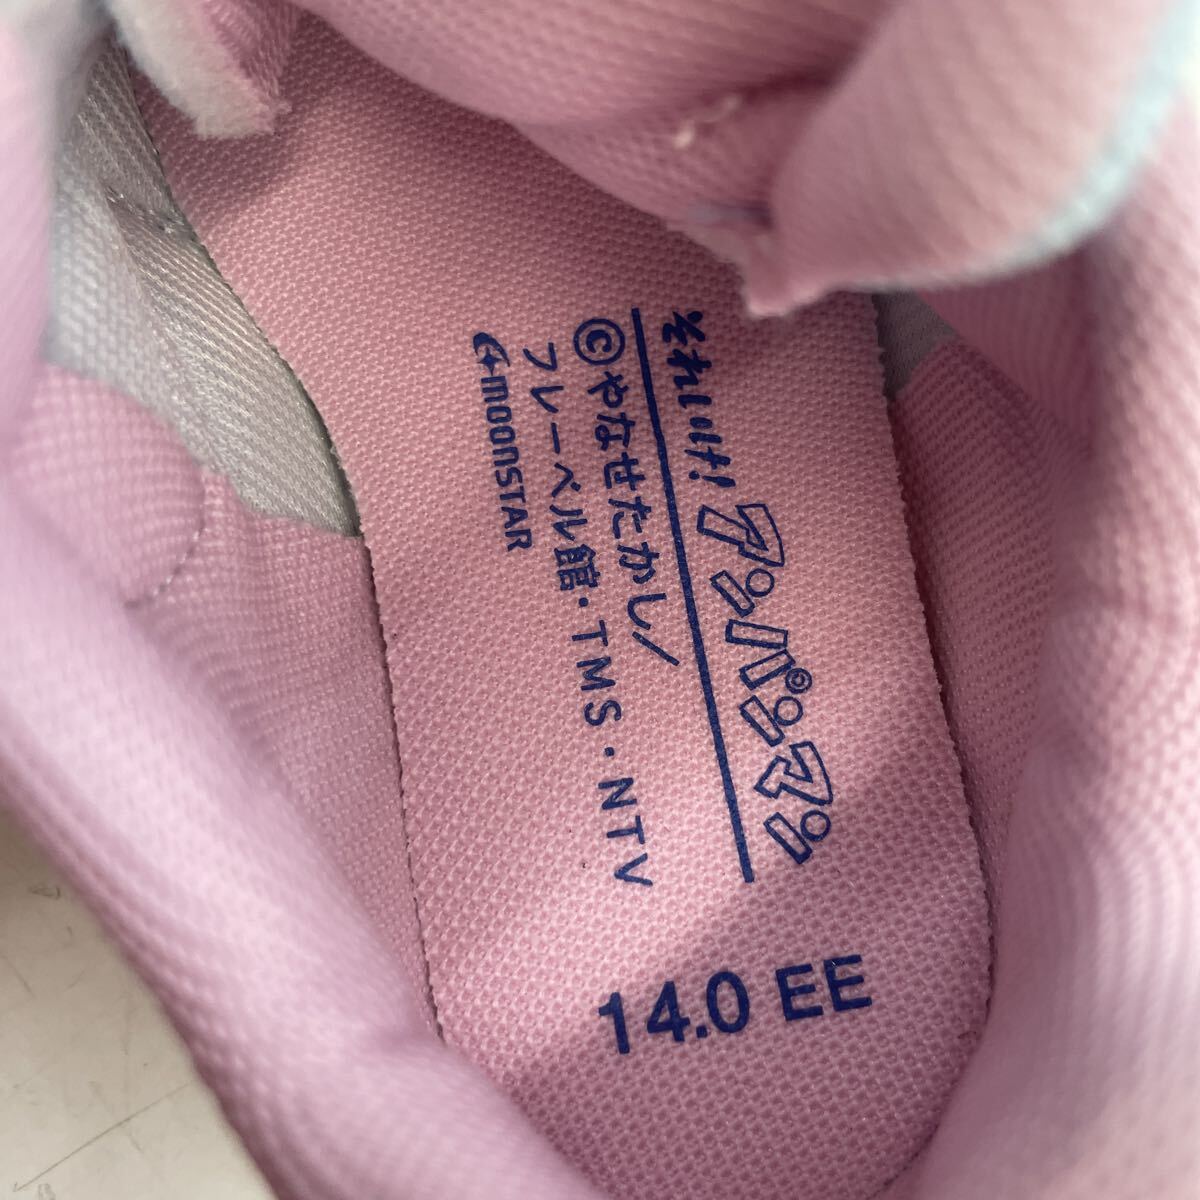 それいけ!アンパンマン©
©やなせたかし/
フレーベル館・TMS・NTV
moonSTAR
14.0 EE